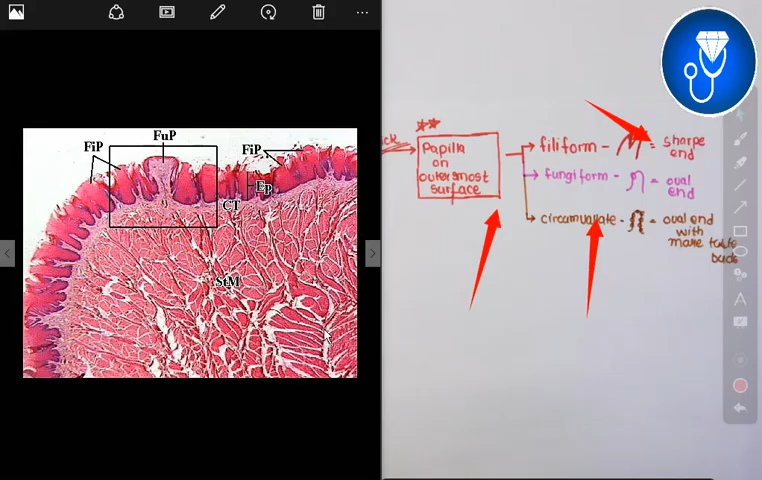 FuP
FiP
FiP
Ep
CT
StM
Papilla
on
outermost
surface
filiform - = sharpe
end
fungiform - = oval
end
circumvallate - = oval end
with
more taste
buds